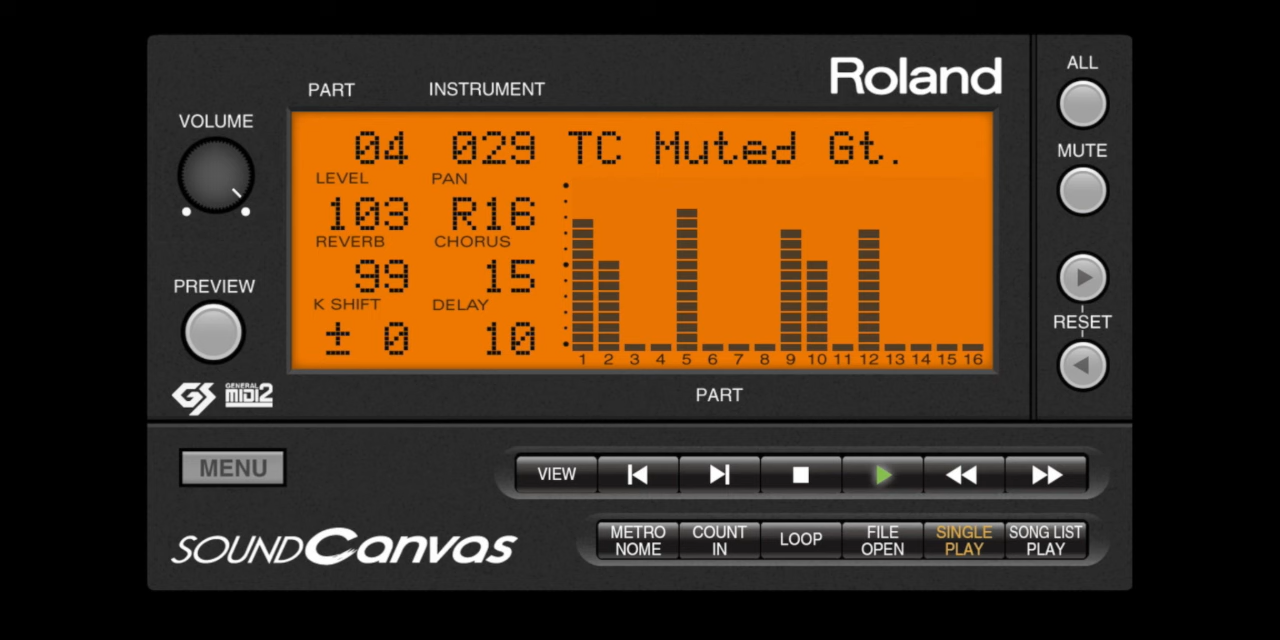 Roland
PART INSTRUMENT
VOLUME
04 029 TC Muted Gt.
LEVEL PAN
103 R16
REVERB CHORUS
99 15
K SHIFT DELAY
± 0 10
1 2 3 4 5 6 7 8 9 10 11 12 13 14 15 16
PART
PREVIEW
GS GENERAL MIDI2
ALL
MUTE
RESET
MENU
VIEW
SOUND Canvas
METRO NOME
COUNT IN
LOOP
FILE OPEN
SINGLE PLAY
SONG LIST PLAY